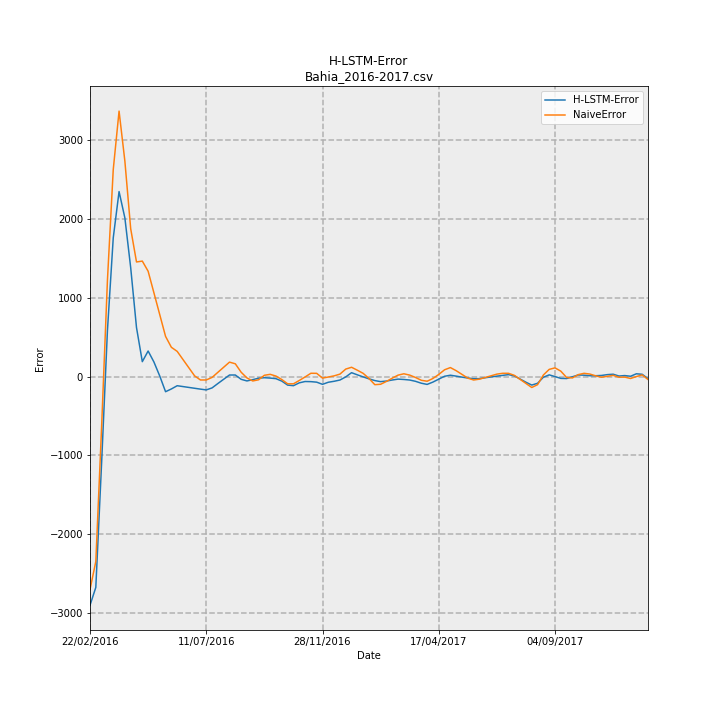 H-LSTM-Error
Bahia_2016-2017.csv
H-LSTM-Error
NaiveError
3000
2000
1000
0
−1000
−2000
−3000
Error
22/02/2016
11/07/2016
28/11/2016
17/04/2017
04/09/2017
Date